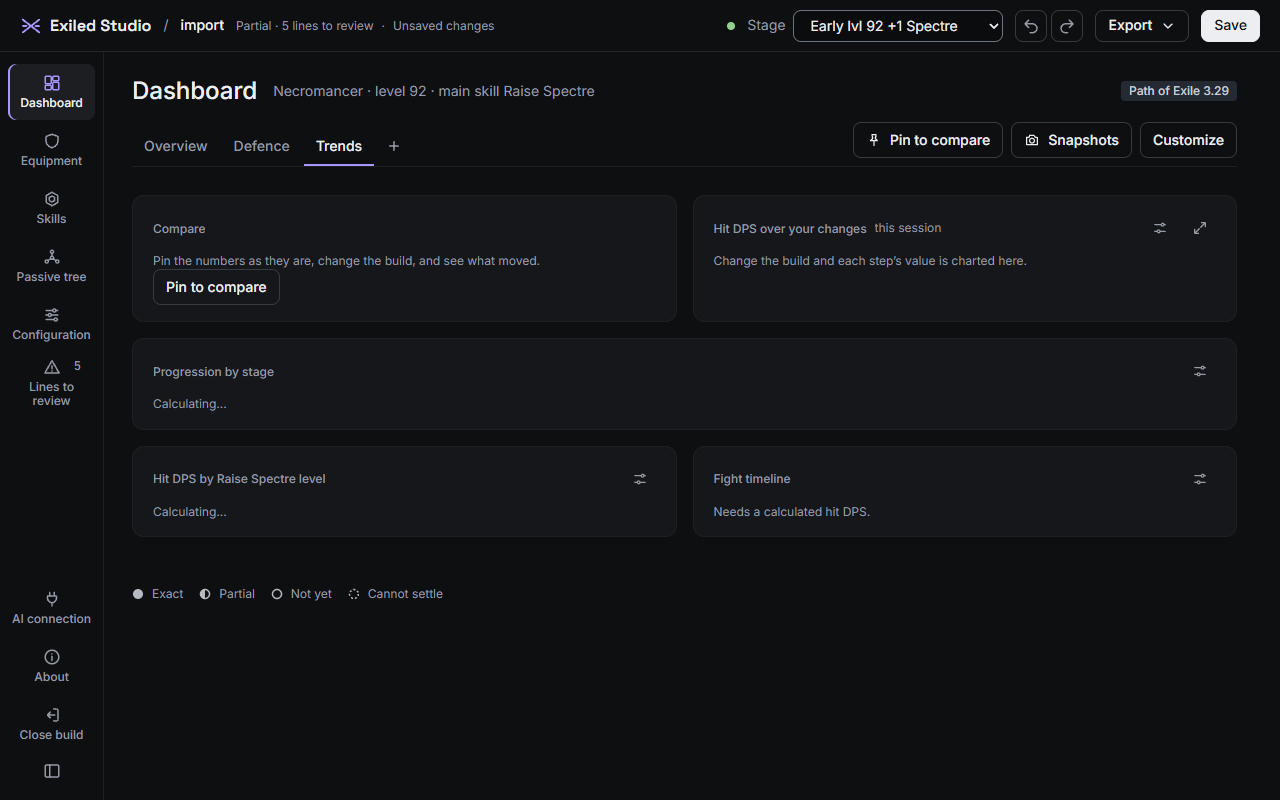 Exiled Studio / import Partial · 5 lines to review · Unsaved changes Stage Early lvl 92 +1 Spectre Export Save
Dashboard
Equipment
Skills
Passive tree
Configuration
5
Lines to
review
AI connection
About
Close build
Dashboard Necromancer · level 92 · main skill Raise Spectre Path of Exile 3.29
Overview Defence Trends + Pin to compare Snapshots Customize
Compare
Pin the numbers as they are, change the build, and see what moved.
Pin to compare
Hit DPS over your changes this session
Change the build and each step’s value is charted here.
Progression by stage
Calculating...
Hit DPS by Raise Spectre level
Calculating...
Fight timeline
Needs a calculated hit DPS.
Exact Partial Not yet Cannot settle